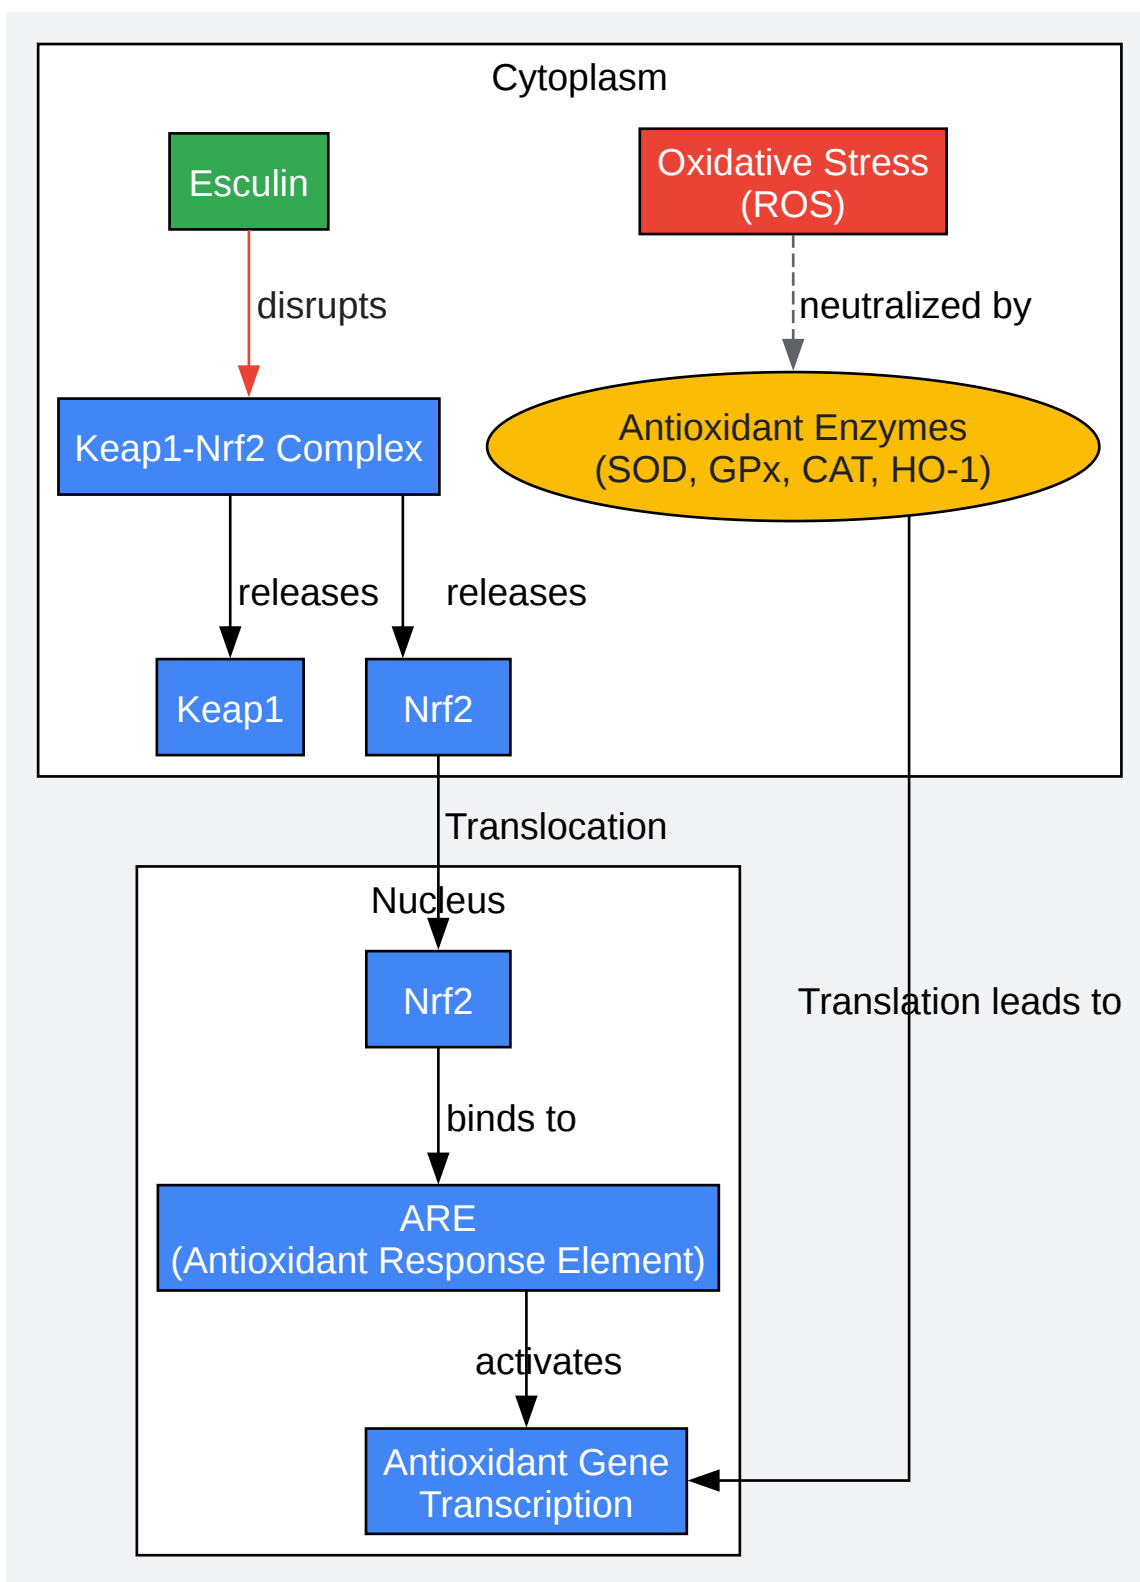 Cytoplasm
Esculin
Oxidative Stress
(ROS)
disrupts
neutralized by
Keap1-Nrf2 Complex
Antioxidant Enzymes
(SOD, GPx, CAT, HO-1)
releases
releases
Keap1
Nrf2
Translocation
Nucleus
Nrf2
Translation leads to
binds to
ARE
(Antioxidant Response Element)
activates
Antioxidant Gene
Transcription